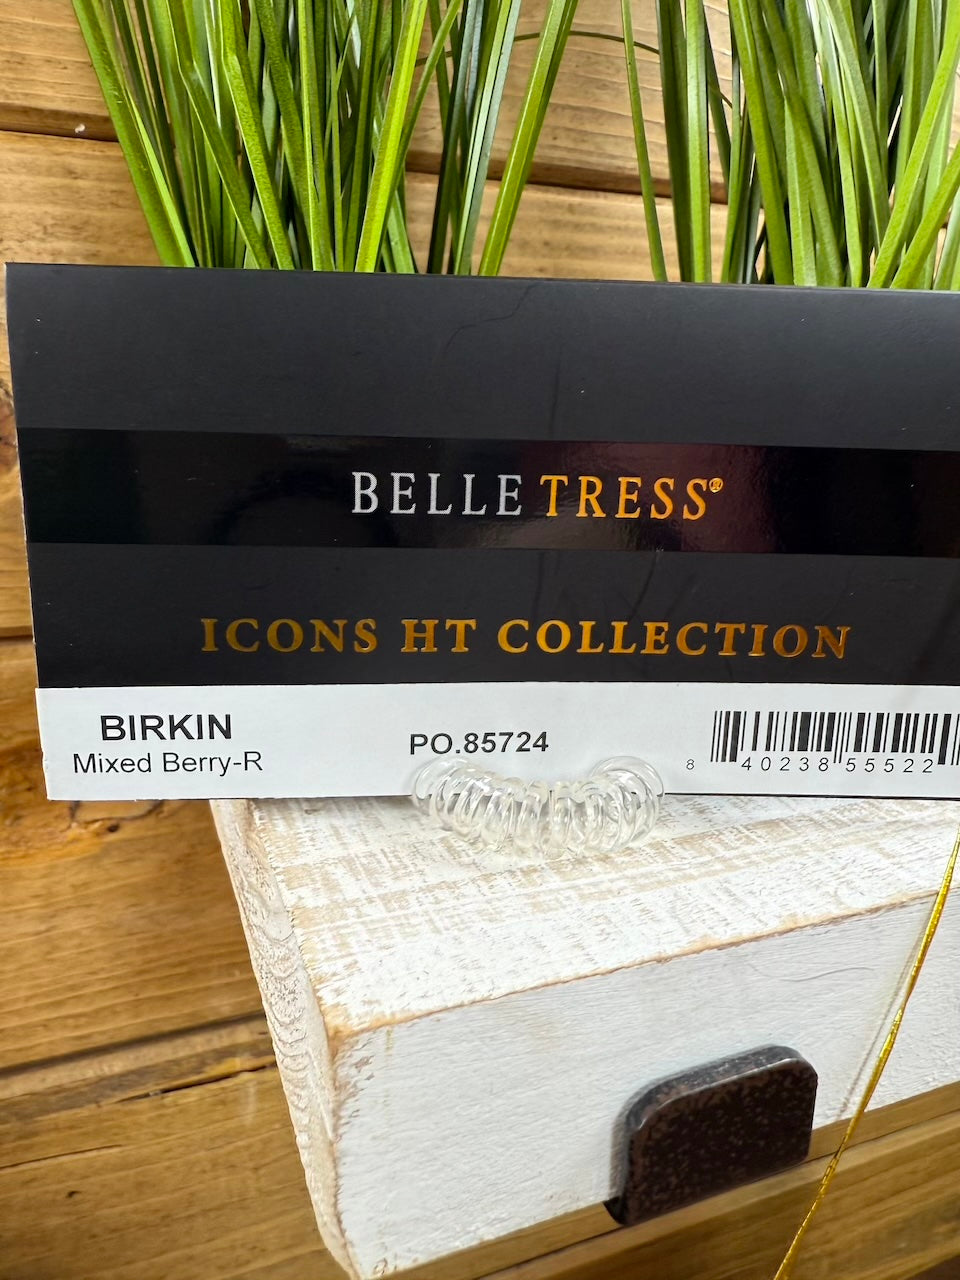 BELLE TRESS®
ICONS HT COLLECTION
BIRKIN
Mixed Berry-R
PO.85724
8 40238 55522